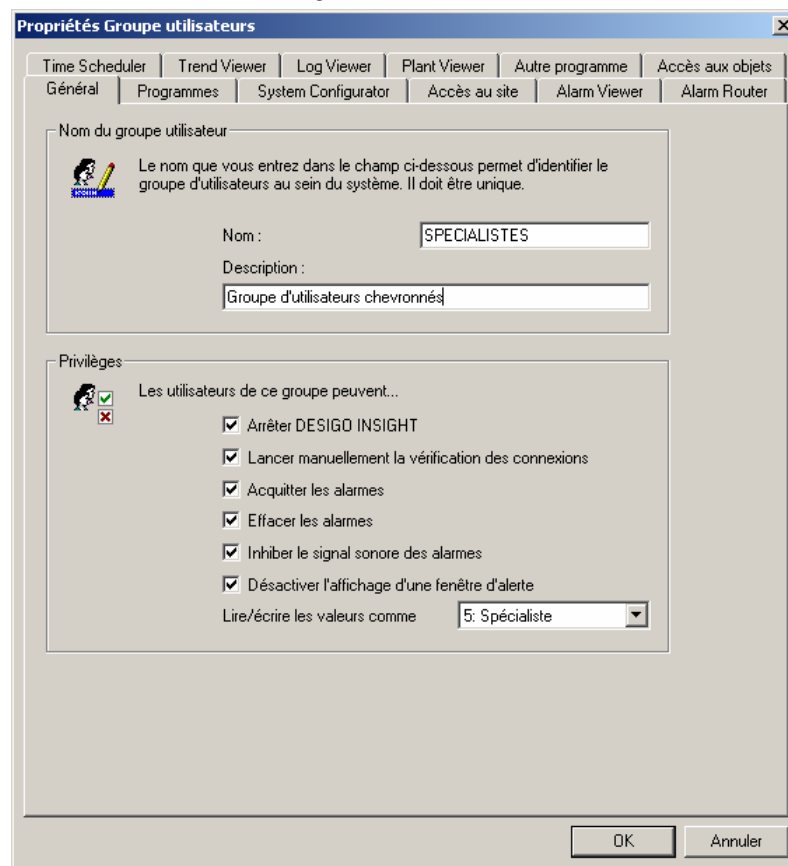 Propriétés Groupe utilisateurs
Time Scheduler Trend Viewer Log Viewer Plant Viewer Autre programme Accès aux objets
Général Programmes System Configurator Accès au site Alarm Viewer Alarm Router
Nom du groupe utilisateur
Le nom que vous entrez dans le champ ci-dessous permet d'identifier le
groupe d'utilisateurs au sein du système. Il doit être unique.
Nom : SPECIALISTES
Description :
Groupe d'utilisateurs chevronnés
Privilèges
Les utilisateurs de ce groupe peuvent...
Arrêter DESIGO INSIGHT
Lancer manuellement la vérification des connexions
Acquitter les alarmes
Effacer les alarmes
Inhiber le signal sonore des alarmes
Désactiver l'affichage d'une fenêtre d'alerte
Lire/écrire les valeurs comme 5: Spécialiste
OK Annuler